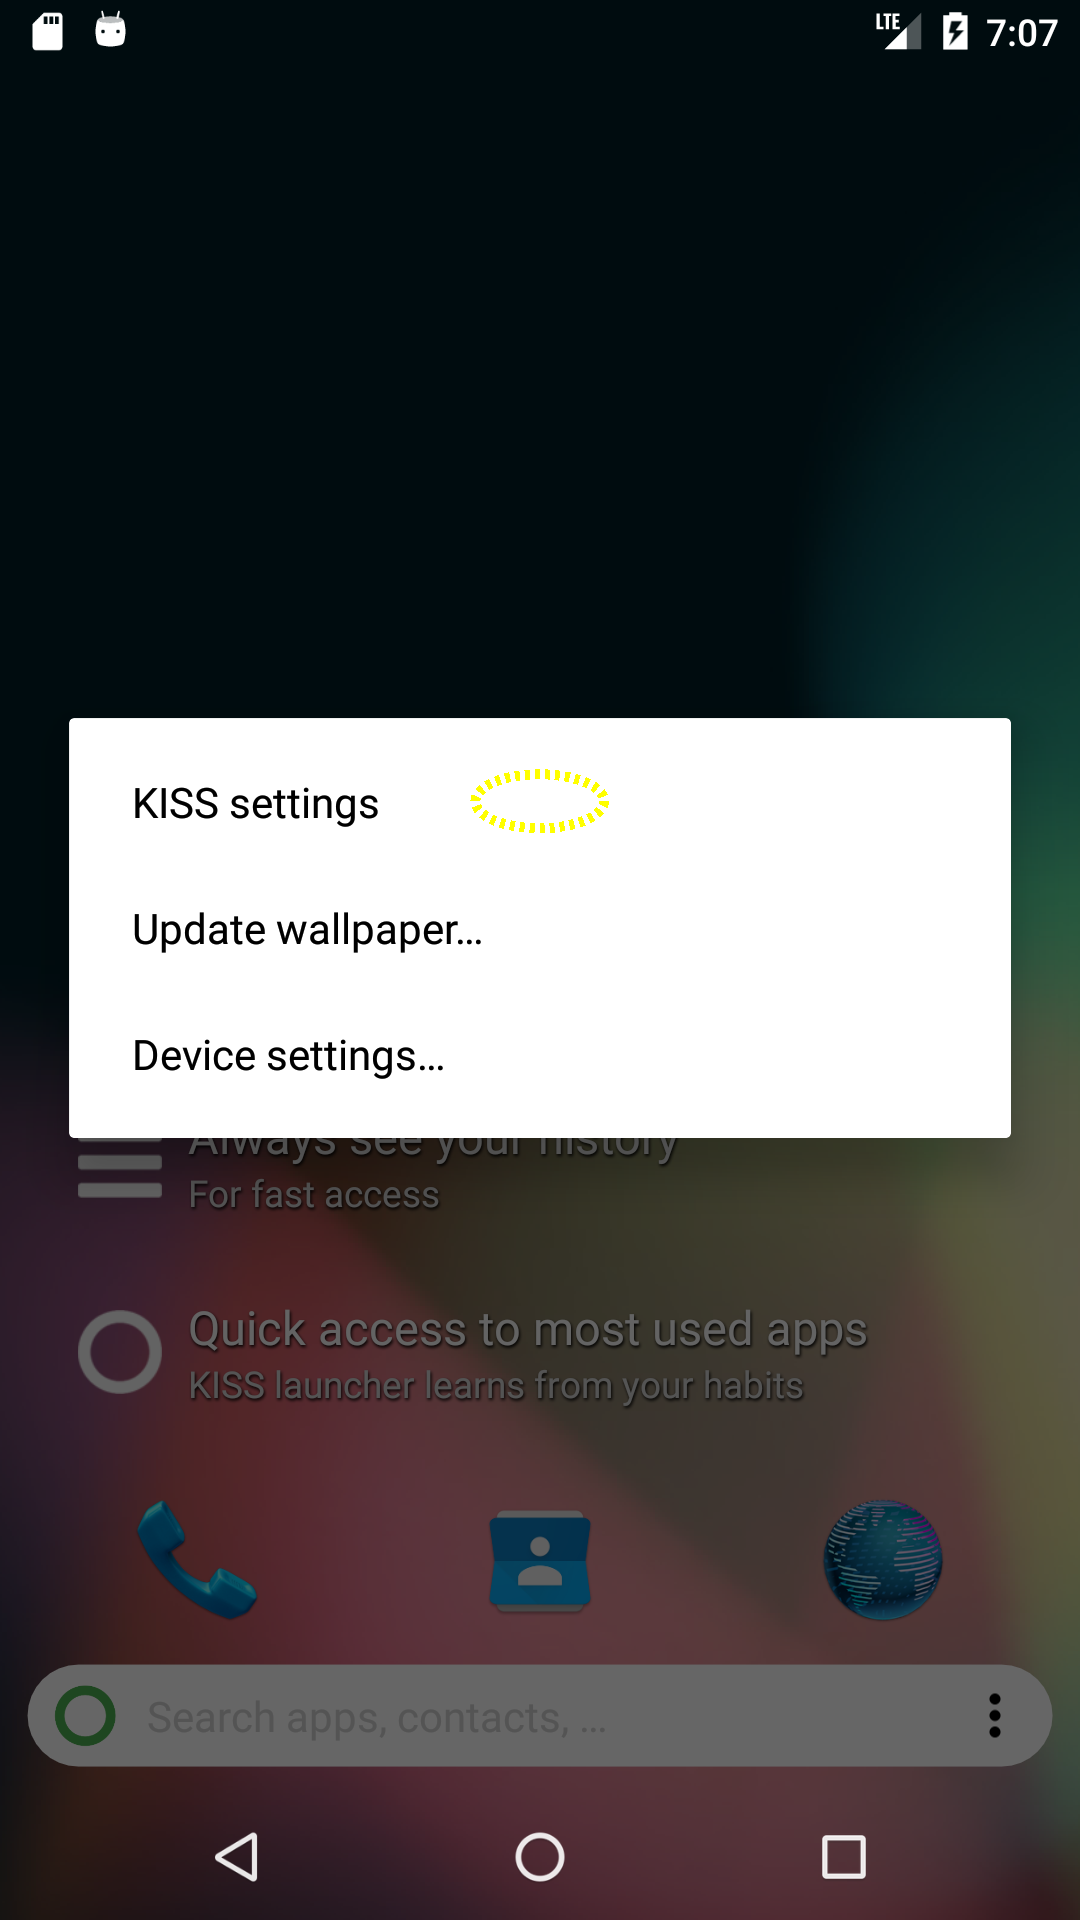 LTE 7:07
KISS settings
Update wallpaper...
Device settings...
Always see your history
For fast access
Quick access to most used apps
KISS launcher learns from your habits
Search apps, contacts, ...